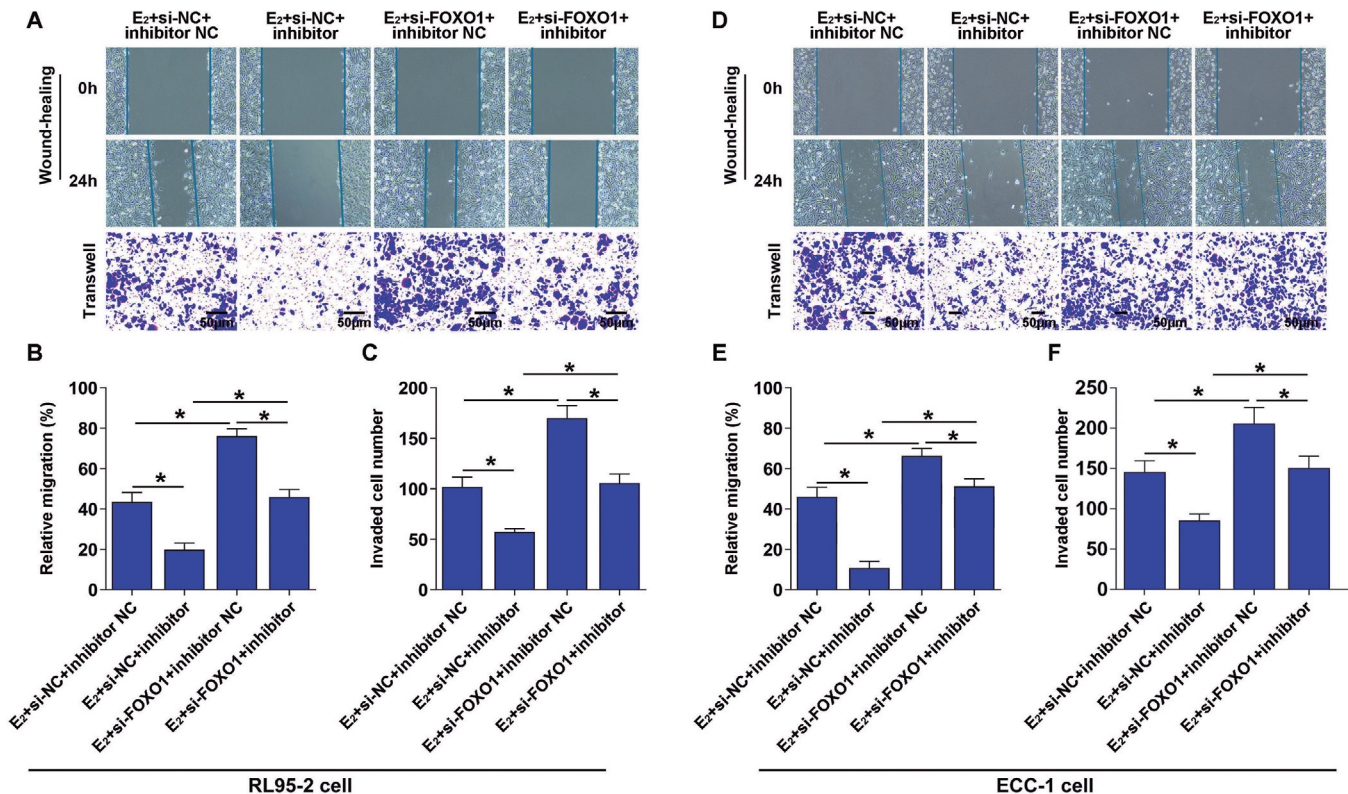 A
E₂+si-NC+
inhibitor NC
E₂+si-NC+
inhibitor
E₂+si-FOXO1+
inhibitor NC
E₂+si-FOXO1+
inhibitor
Wound-healing
0h
24h
Transwell
50μm
50μm
50μm
50μm
D
E₂+si-NC+
inhibitor NC
E₂+si-NC+
inhibitor
E₂+si-FOXO1+
inhibitor NC
E₂+si-FOXO1+
inhibitor
Wound-healing
0h
24h
Transwell
50μm
50μm
50μm
50μm
B
Relative migration (%)
100
80
60
40
20
0
*
*
*
*
E₂+si-NC+inhibitor NC
E₂+si-NC+inhibitor
E₂+si-FOXO1+inhibitor NC
E₂+si-FOXO1+inhibitor
C
Invaded cell number
200
150
100
50
0
*
*
*
*
E₂+si-NC+inhibitor NC
E₂+si-NC+inhibitor
E₂+si-FOXO1+inhibitor NC
E₂+si-FOXO1+inhibitor
RL95-2 cell
E
Relative migration (%)
100
80
60
40
20
0
*
*
*
*
E₂+si-NC+inhibitor NC
E₂+si-NC+inhibitor
E₂+si-FOXO1+inhibitor NC
E₂+si-FOXO1+inhibitor
F
Invaded cell number
250
200
150
100
50
0
*
*
*
*
E₂+si-NC+inhibitor NC
E₂+si-NC+inhibitor
E₂+si-FOXO1+inhibitor NC
E₂+si-FOXO1+inhibitor
ECC-1 cell